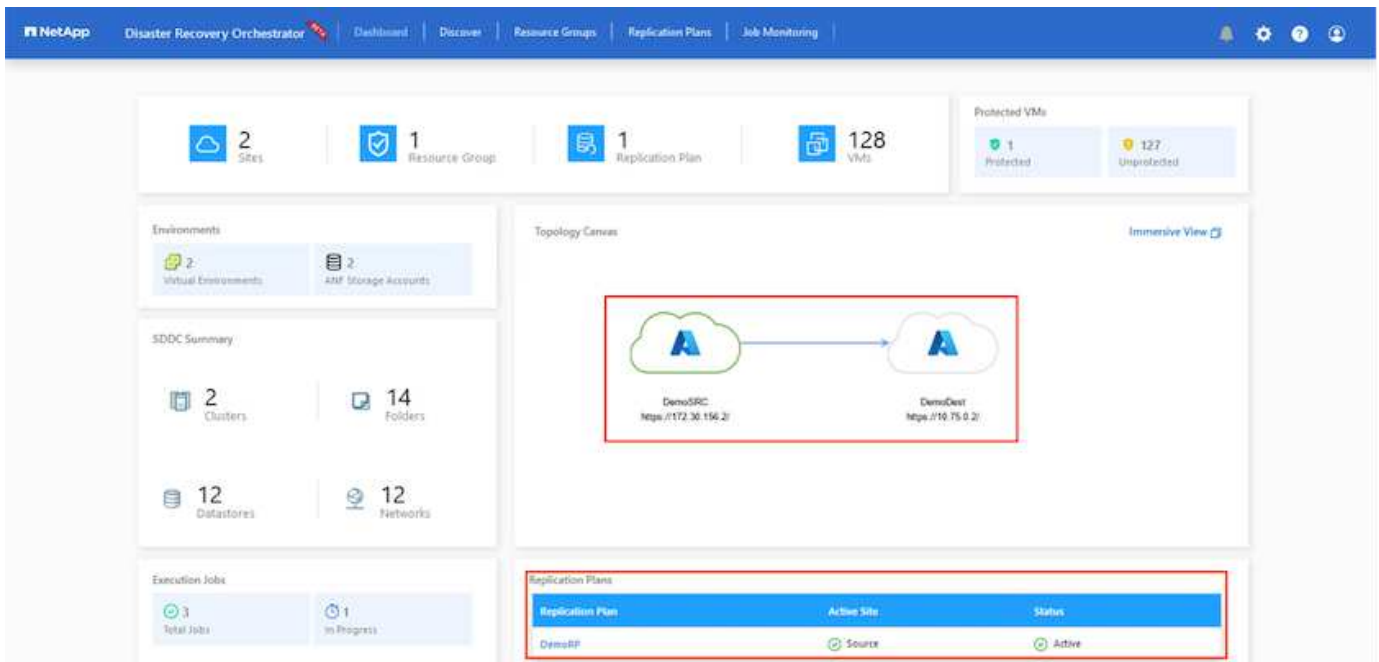 NetApp Disaster Recovery Orchestrator BETA Dashboard Discover Resource Groups Replication Plans Job Monitoring
2
Sites
1
Resource Group
1
Replication Plan
128
VMs
Protected VMs
1
Protected
127
Unprotected
Environments
2
Virtual Environments
2
ANF Storage Accounts
Topology Canvas
Immersive View
DemoSRC
https://172.30.156.2/
DemoDest
https://10.75.0.2/
SDDC Summary
2
Clusters
14
Folders
12
Datastores
12
Networks
Execution Jobs
3
Total Jobs
1
In Progress
Replication Plans
Replication Plan Active Site Status
DemoRP Source Active